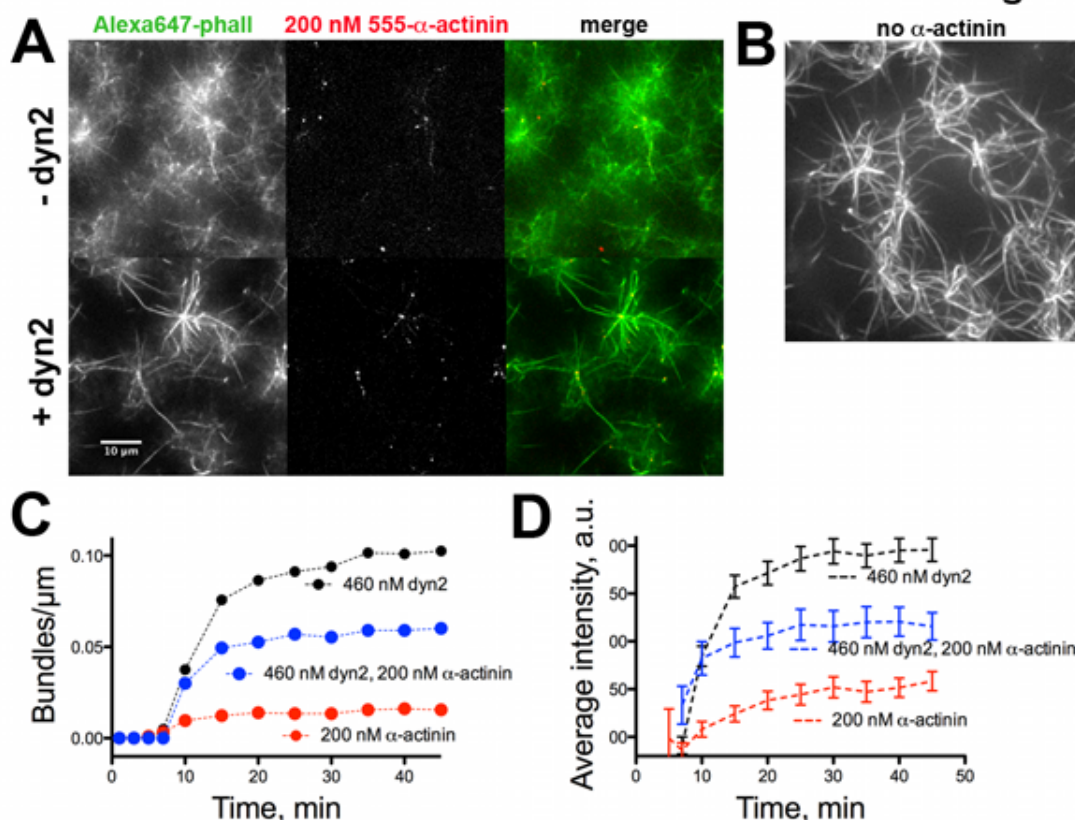 g
A
Alexa647-phall
200 nM 555-α-actinin
merge
- dyn2
+ dyn2
10 μm
B
no α-actinin
C
Bundles/μm
0.10
0.05
0.00
460 nM dyn2
460 nM dyn2, 200 nM α-actinin
200 nM α-actinin
0
10
20
30
40
Time, min
D
Average intensity, a.u.
00
50
00
50
00
460 nM dyn2
460 nM dyn2, 200 nM α-actinin
200 nM α-actinin
0
10
20
30
40
50
Time, min